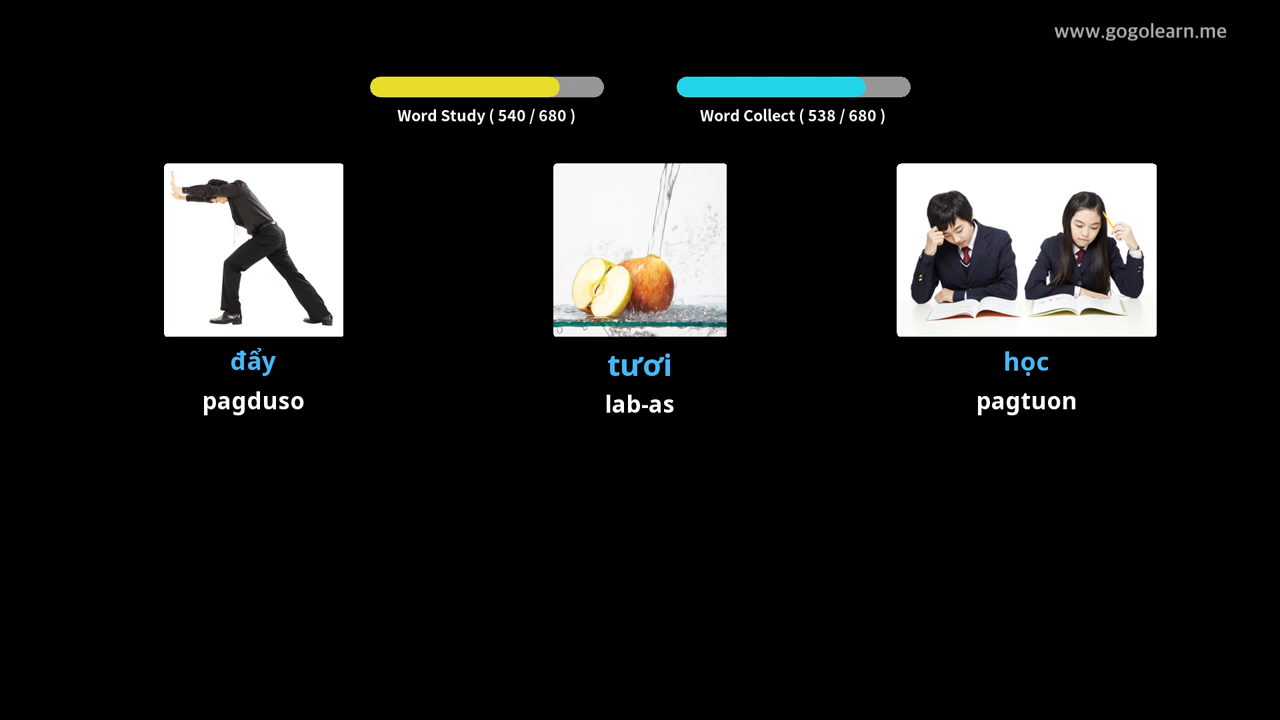 www.gogolearn.me
Word Study ( 540 / 680 )
Word Collect ( 538 / 680 )
đẩy
pagduso
tươi
lab-as
học
pagtuon